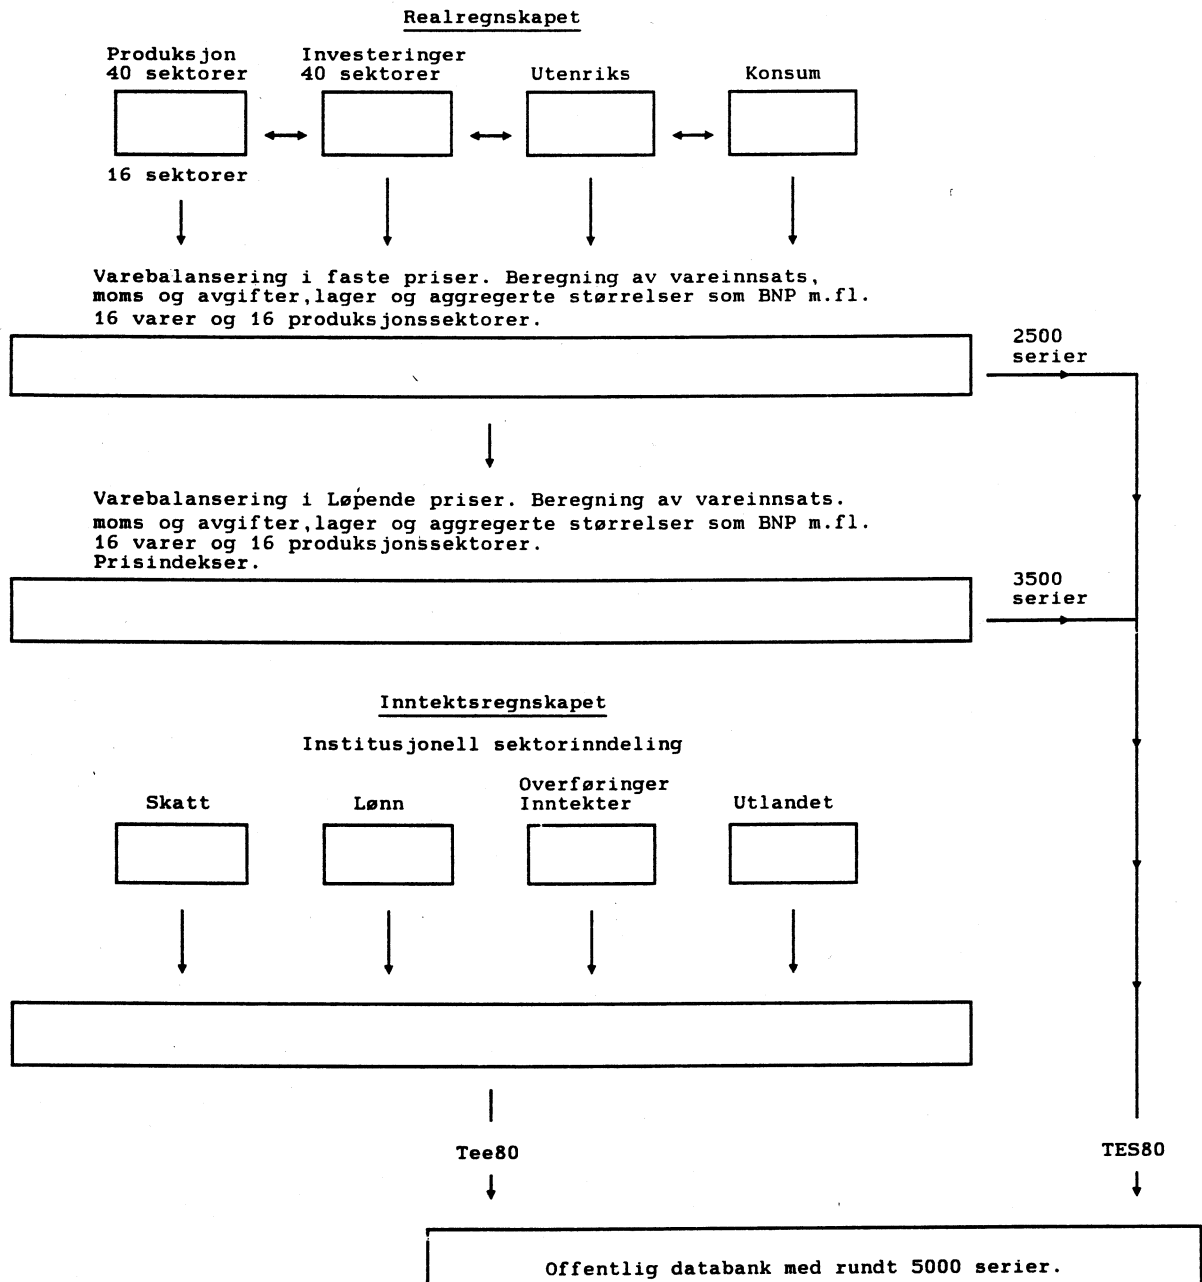 Realregnskapet
Produksjon
40 sektorer
Investeringer
40 sektorer
Utenriks
Konsum
16 sektorer
Varebalansering i faste priser. Beregning av vareinnsats,
moms og avgifter,lager og aggregerte størrelser som BNP m.fl.
16 varer og 16 produksjonssektorer.
2500
serier
Varebalansering i Løpende priser. Beregning av vareinnsats.
moms og avgifter,lager og aggregerte størrelser som BNP m.fl.
16 varer og 16 produksjonssektorer.
Prisindekser.
3500
serier
Inntektsregnskapet
Institusjonell sektorinndeling
Skatt
Lønn
Overføringer
Inntekter
Utlandet
Tee80
TES80
Offentlig databank med rundt 5000 serier.